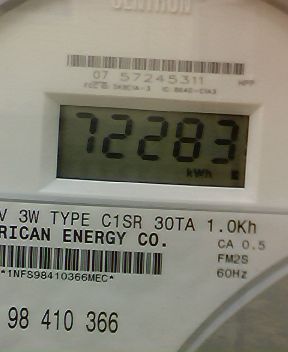 CENTRON
07 57245311
72283
kWh
V 3W TYPE C1SR 30TA 1.0Kh
RICAN ENERGY CO.
CA 0.5
FM2S
60Hz
*1NFS98410366MEC*
98 410 366